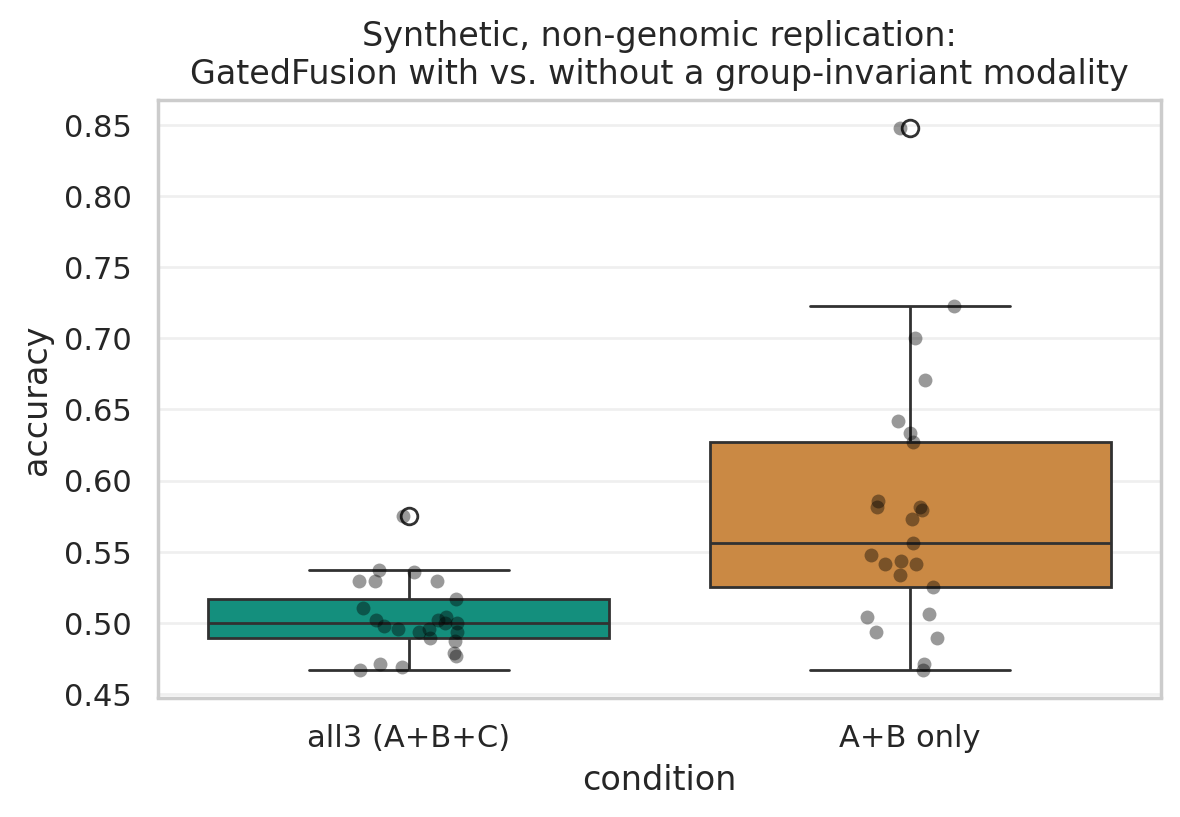 Synthetic, non-genomic replication:
GatedFusion with vs. without a group-invariant modality
0.85
0.80
0.75
0.70
0.65
0.60
0.55
0.50
0.45
accuracy
all3 (A+B+C)
A+B only
condition